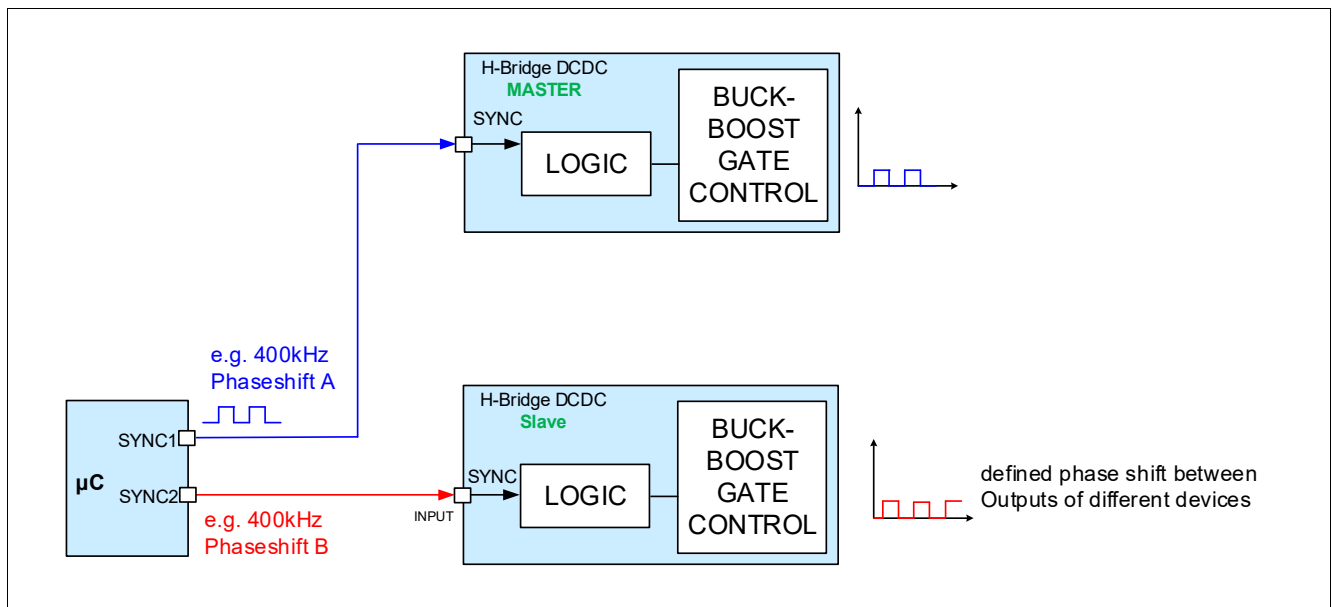 H-Bridge DCDC
MASTER
SYNC
LOGIC
BUCK-
BOOST
GATE
CONTROL
e.g. 400kHz
Phaseshift A
µC
SYNC1
SYNC2
e.g. 400kHz
Phaseshift B
INPUT
H-Bridge DCDC
Slave
SYNC
LOGIC
BUCK-
BOOST
GATE
CONTROL
defined phase shift between
Outputs of different devices